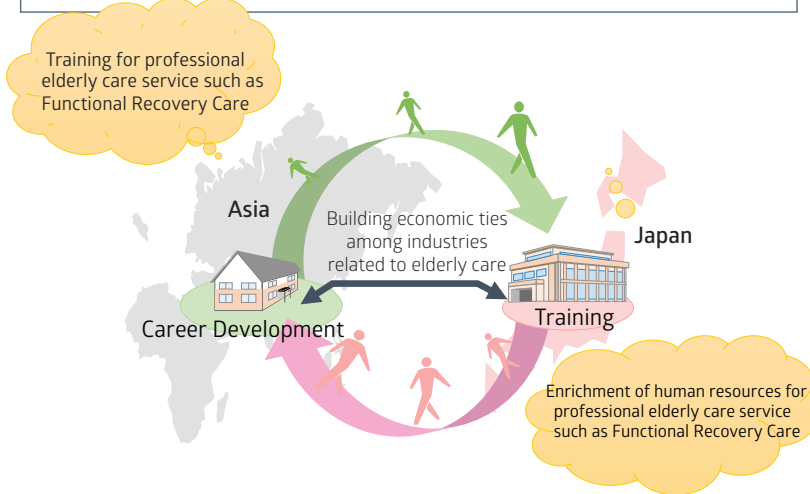 Training for professional
elderly care service such as
Functional Recovery Care
Asia
Building economic ties
among industries
related to elderly care
Japan
Career Development
Training
Enrichment of human resources for
professional elderly care service
such as Functional Recovery Care